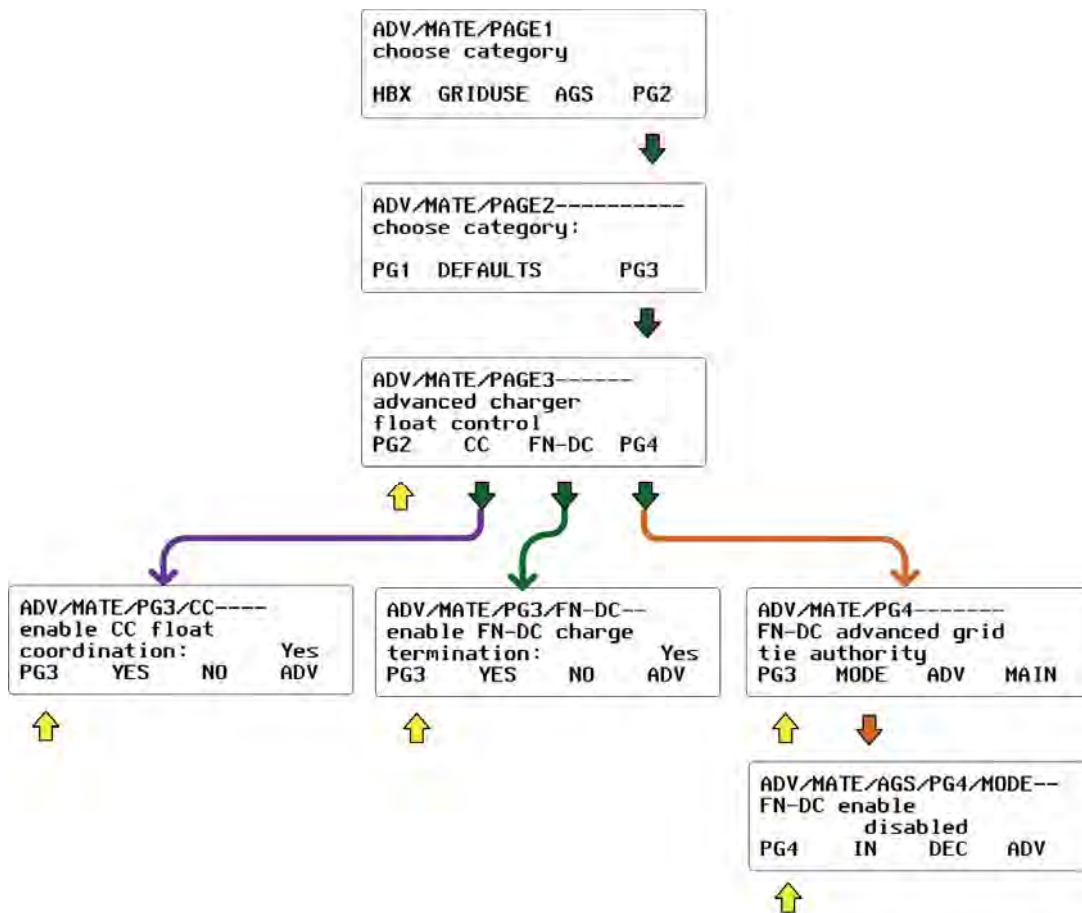 ADV/MATE/PAGE1
choose category
HBX GRIDUSE AGS PG2
ADV/MATE/PAGE2----------
choose category:
PG1 DEFAULTS PG3
ADV/MATE/PAGE3------
advanced charger
float control
PG2 CC FN-DC PG4
ADV/MATE/PG3/CC----
enable CC float
coordination: Yes
PG3 YES NO ADV
ADV/MATE/PG3/FN-DC--
enable FN-DC charge
termination: Yes
PG3 YES NO ADV
ADV/MATE/PG4-------
FN-DC advanced grid
tie authority
PG3 MODE ADV MAIN
ADV/MATE/AGS/PG4/MODE--
FN-DC enable
disabled
PG4 IN DEC ADV